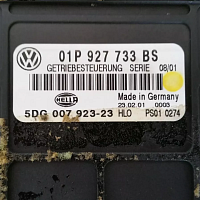 01P 927 733 BS
GETRIEBESTEUERUNG SERIE 08/01
HELLA
Made in Germany
23.02.01 0003
5DG 007 923-23 HLO PS01 0274